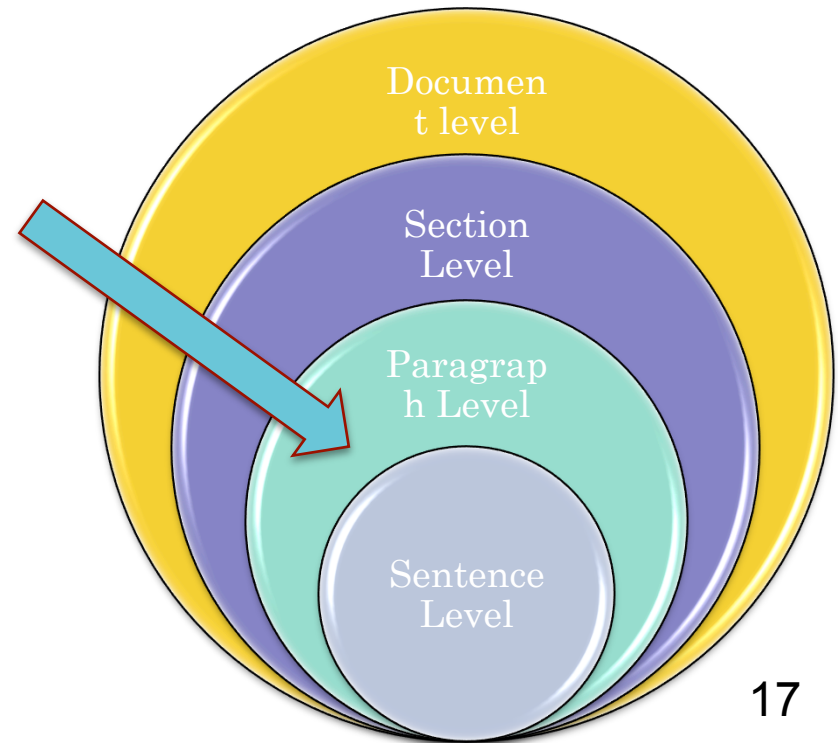 Documen
t level
Section
Level
Paragrap
h Level
Sentence
Level
17